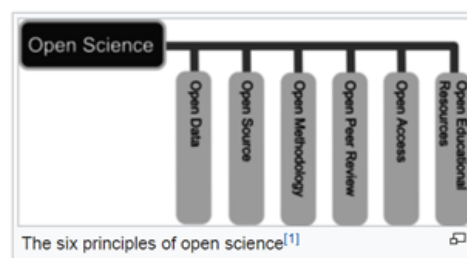 Open Science
Open Data
Open Source
Open Methodology
Open Peer Review
Open Access
Open Educational
Resources
The six principles of open science[1]